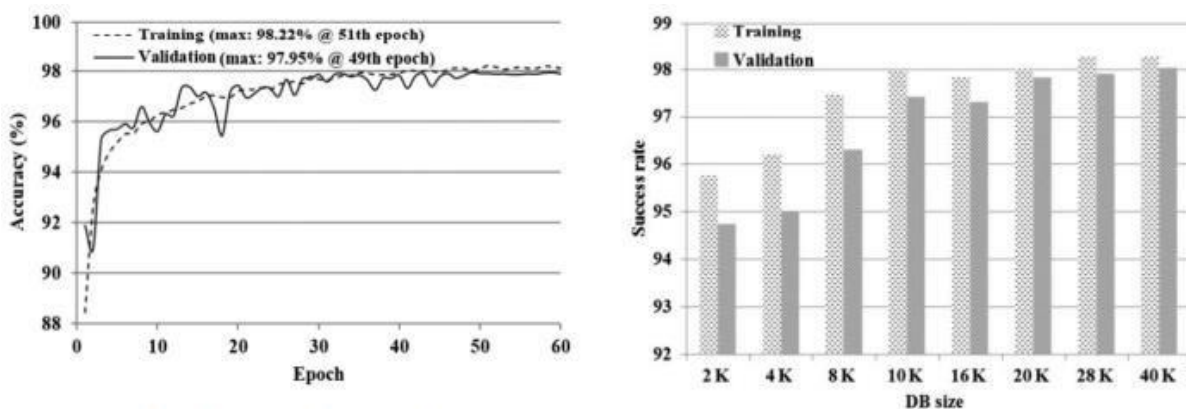 100
98
96
94
92
90
88
Accuracy (%)
Training (max: 98.22% @ 51th epoch)
Validation (max: 97.95% @ 49th epoch)
0 10 20 30 40 50 60
Epoch
99
98
97
96
95
94
93
92
Success rate
Training
Validation
2 K 4 K 8 K 10 K 16 K 20 K 28 K 40 K
DB size